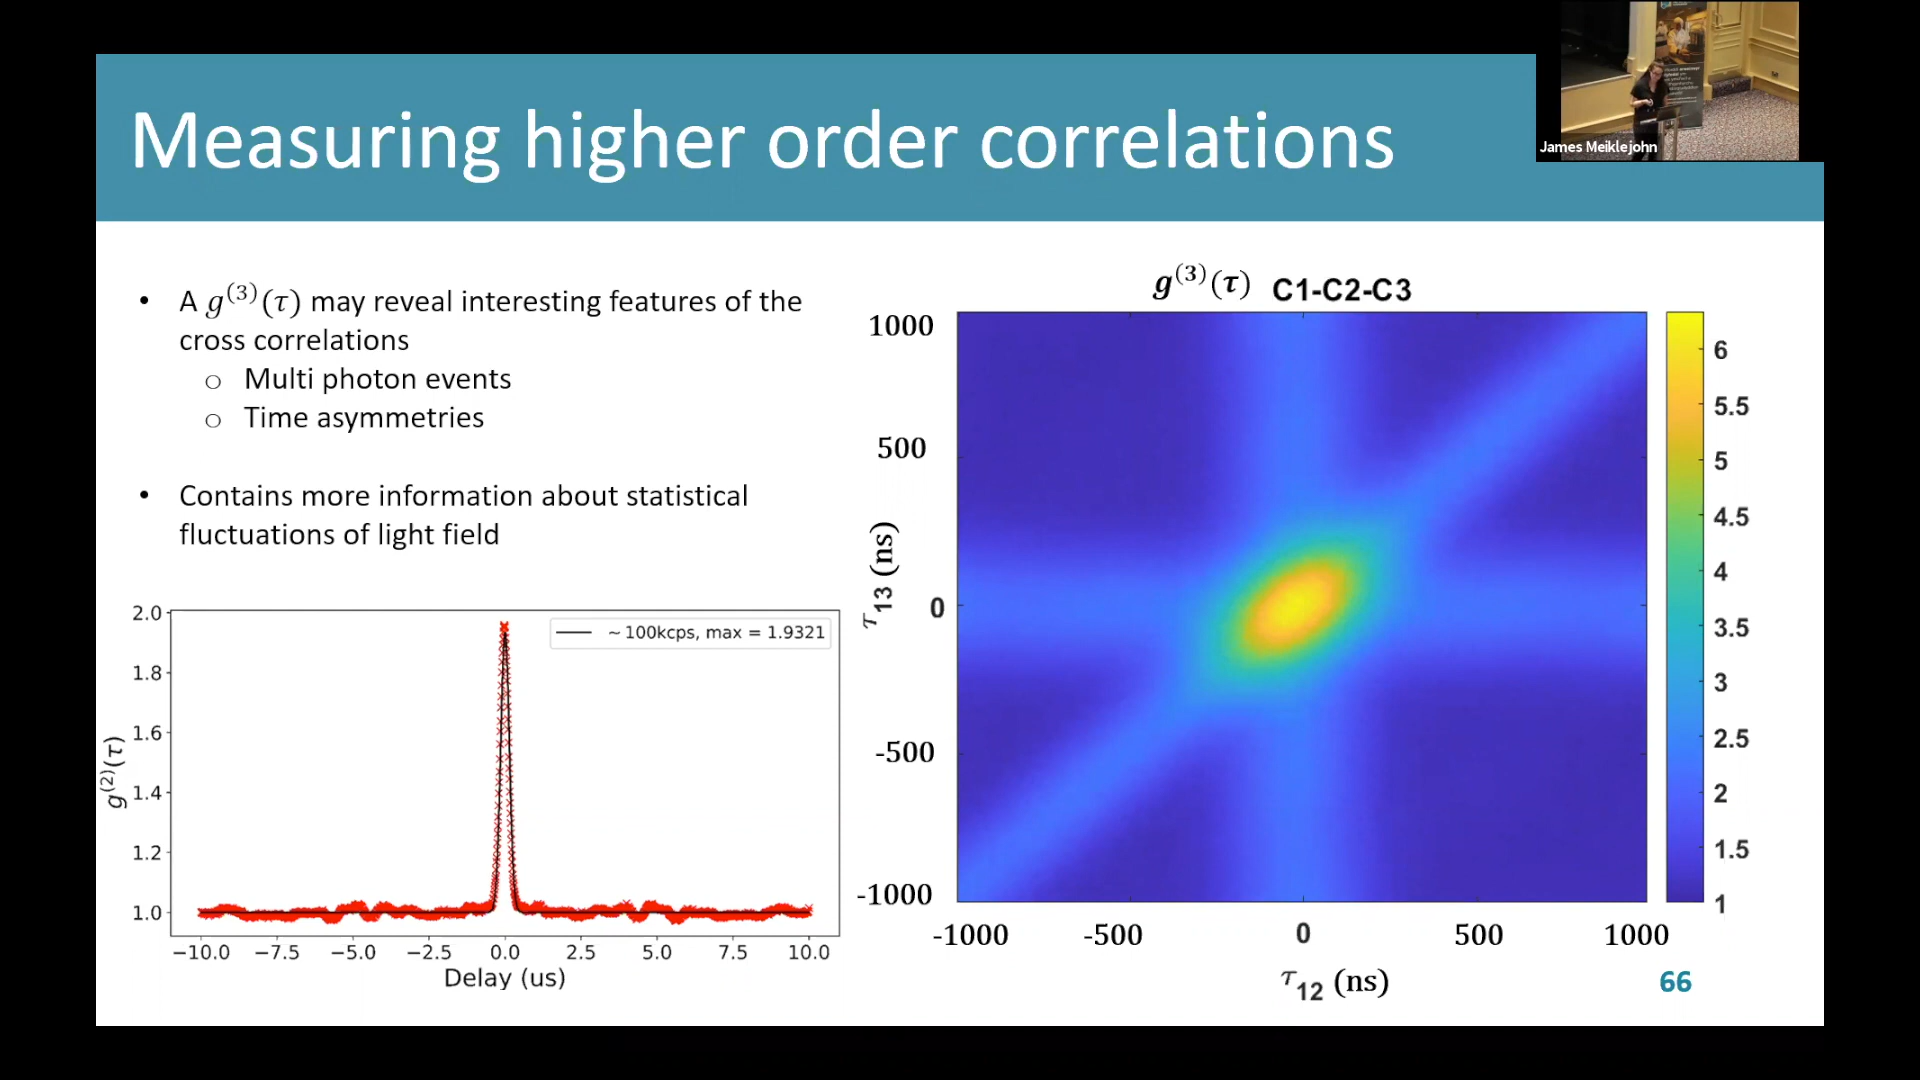 Measuring higher order correlations
James Meiklejohn
• A g⁽³⁾(τ) may reveal interesting features of the
cross correlations
○ Multi photon events
○ Time asymmetries
• Contains more information about statistical
fluctuations of light field
2.0
1.8
1.6
1.4
1.2
1.0
g⁽²⁾(τ)
~ 100kcps, max = 1.9321
−10.0 −7.5 −5.0 −2.5 0.0 2.5 5.0 7.5 10.0
Delay (us)
g⁽³⁾(τ) C1-C2-C3
1000
500
0
-500
-1000
τ₁₃ (ns)
-1000 -500 0 500 1000
τ₁₂ (ns)
6
5.5
5
4.5
4
3.5
3
2.5
2
1.5
1
66